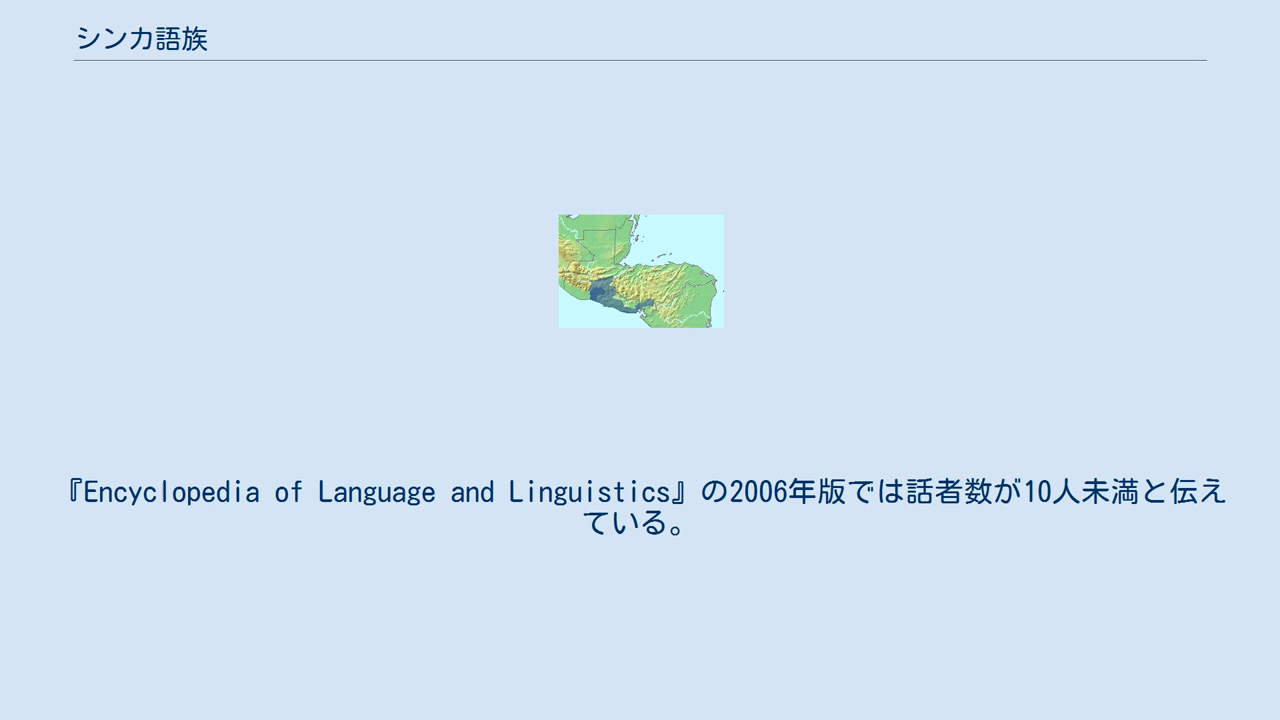 シンカ語族
『Encyclopedia of Language and Linguistics』の2006年版では話者数が10人未満と伝え
ている。